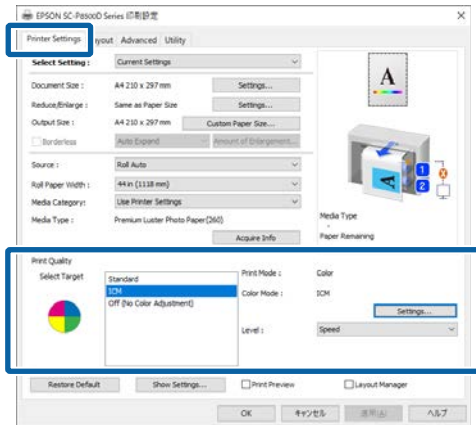 EPSON SC-P8500D Series 印刷設定
Printer Settings yout Advanced Utility
Select Setting : Current Settings
Document Size : A4 210 x 297 mm Settings...
Reduce/Enlarge : Same as Paper Size Settings...
Output Size : A4 210 x 297 mm Custom Paper Size...
Borderless Auto Expand Amount of Enlargement...
Source : Roll Auto
Roll Paper Width : 44 in (1118 mm)
Media Category: Use Printer Settings
Media Type : Premium Luster Photo Paper(260)
Acquire Info
A
A
1
2
Media Type
-
Paper Remaining
Print Quality
Select Target
Standard
ICM
Off (No Color Adjustment)
Print Mode : Color
Color Mode : ICM
Settings...
Level : Speed
Restore Default Show Settings... Print Preview Layout Manager
OK キャンセル 適用(A) ヘルプ